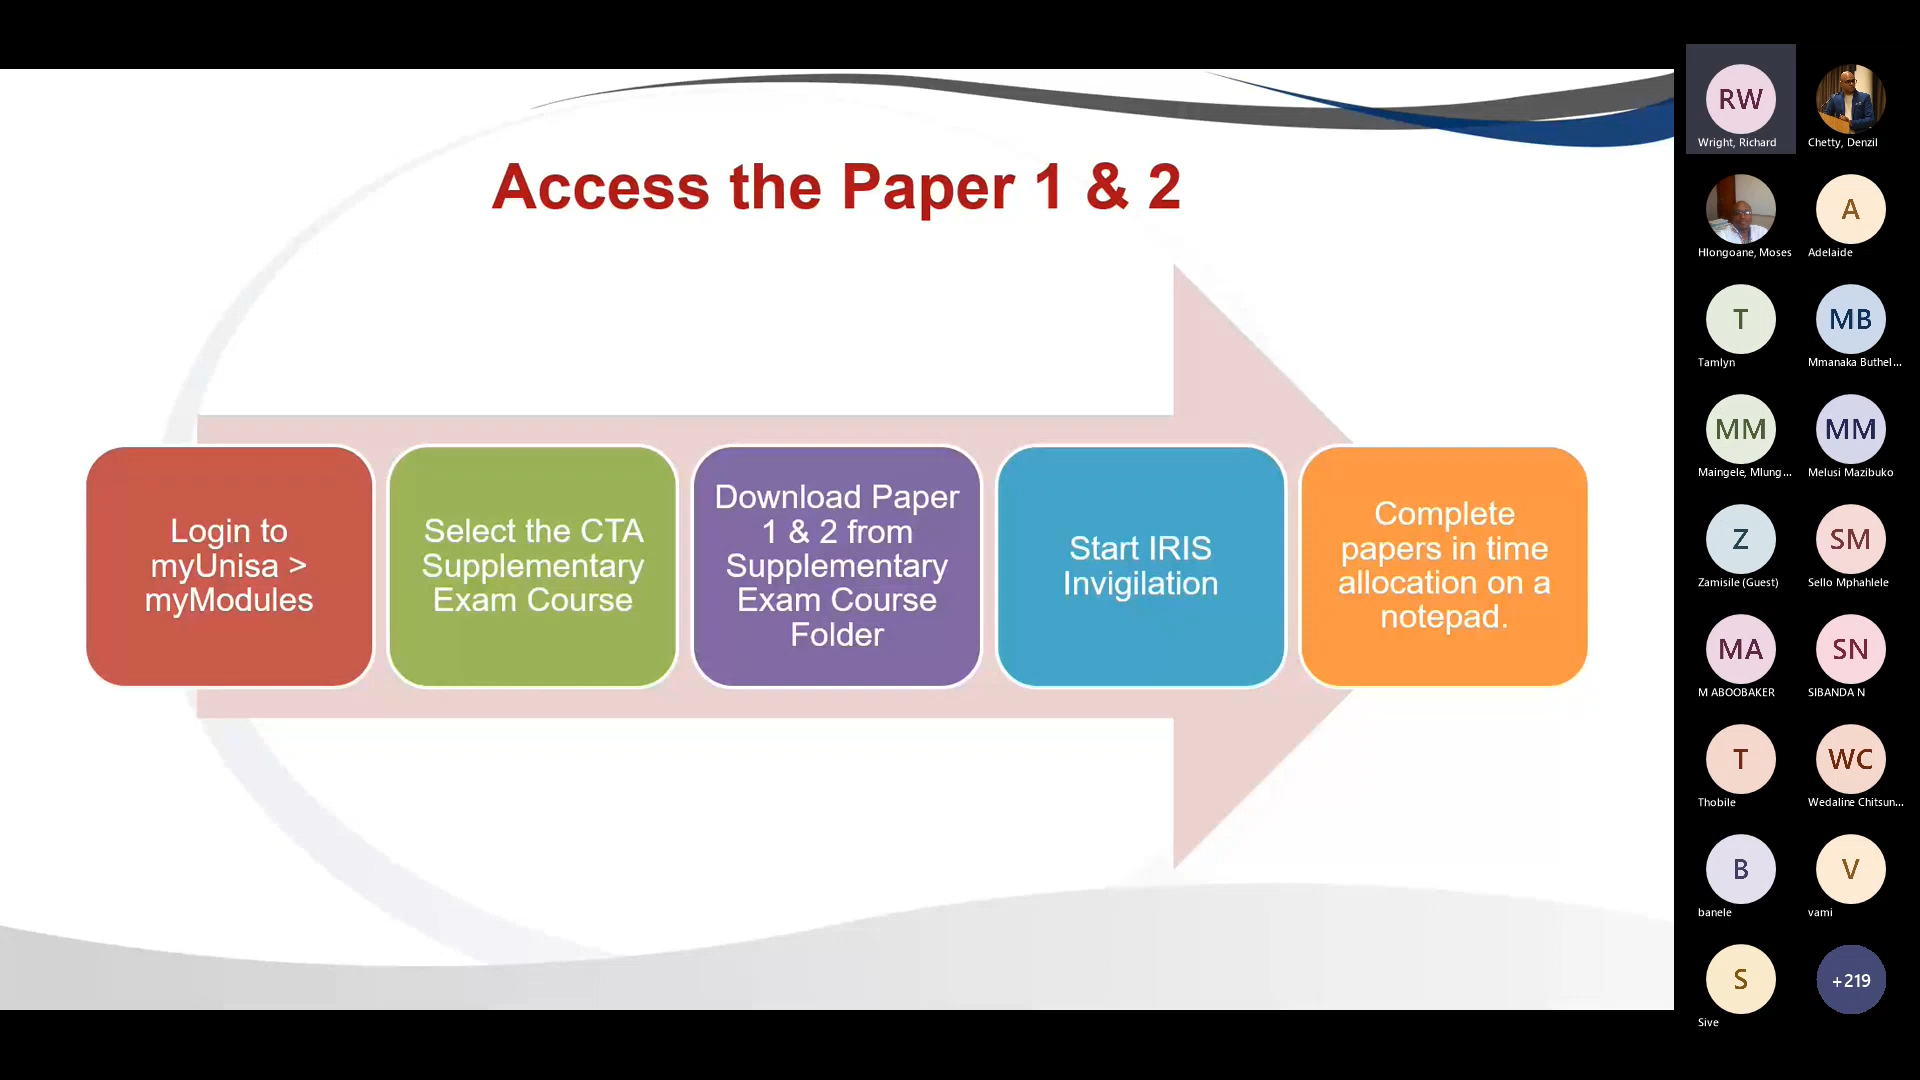 Access the Paper 1 & 2
Login to
myUnisa >
myModules
Select the CTA
Supplementary
Exam Course
Download Paper
1 & 2 from
Supplementary
Exam Course
Folder
Start IRIS
Invigilation
Complete
papers in time
allocation on a
notepad.
RW
Wright, Richard
Chetty, Denzil
Hlongoane, Moses
A
Adelaide
T
Tamlyn
MB
Mmanaka Buthel...
MM
Maingele, Mlung...
MM
Melusi Mazibuko
Z
Zamisile (Guest)
SM
Sello Mphahlele
MA
M ABOOBAKER
SN
SIBANDA N
T
Thobile
WC
Wedaline Chitsun...
B
banele
V
vami
S
Sive
+219